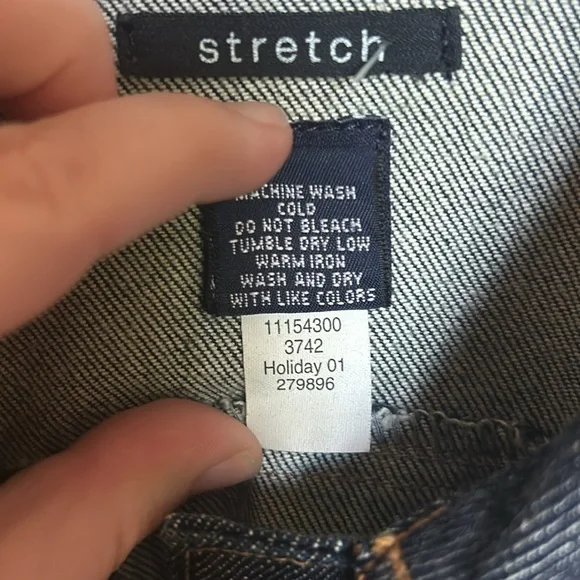 stretch
MACHINE WASH
COLD
DO NOT BLEACH
TUMBLE DRY LOW
WARM IRON
WASH AND DRY
WITH LIKE COLORS
11154300
3742
Holiday 01
279896